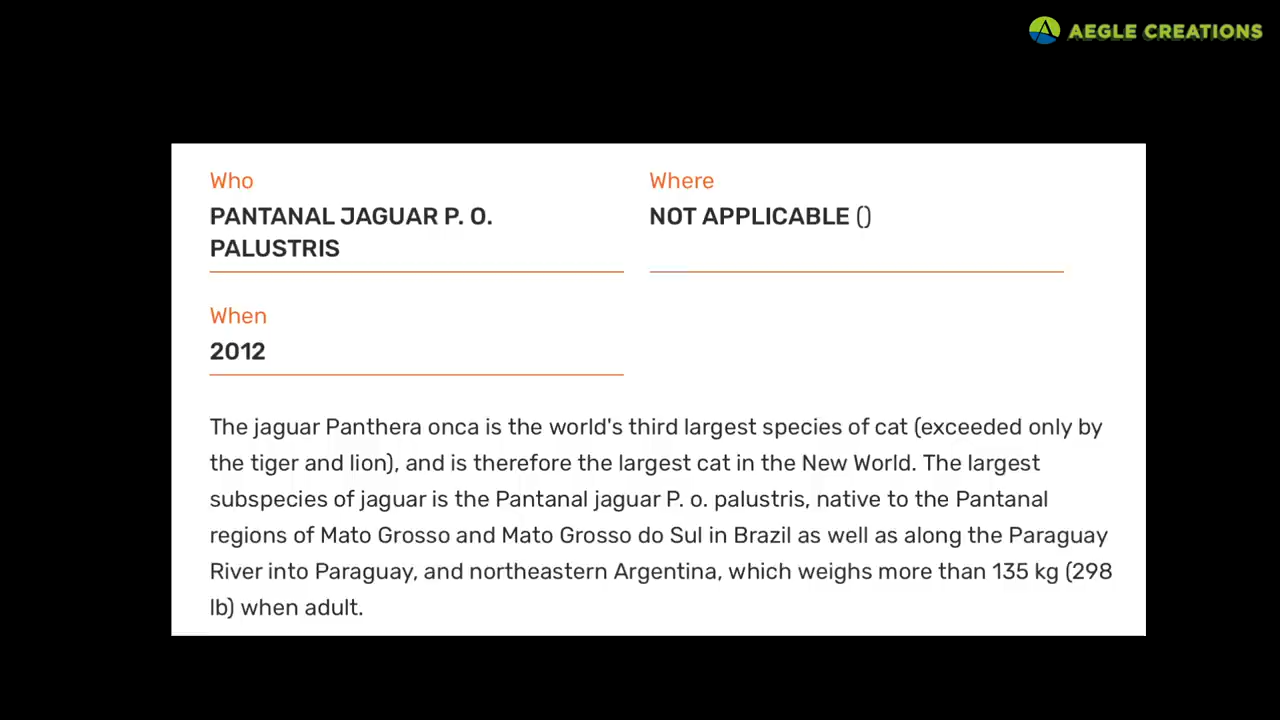 AEGLE CREATIONS
Who
PANTANAL JAGUAR P. O.
PALUSTRIS
Where
NOT APPLICABLE ()
When
2012
The jaguar Panthera onca is the world's third largest species of cat (exceeded only by
the tiger and lion), and is therefore the largest cat in the New World. The largest
subspecies of jaguar is the Pantanal jaguar P. o. palustris, native to the Pantanal
regions of Mato Grosso and Mato Grosso do Sul in Brazil as well as along the Paraguay
River into Paraguay, and northeastern Argentina, which weighs more than 135 kg (298
lb) when adult.